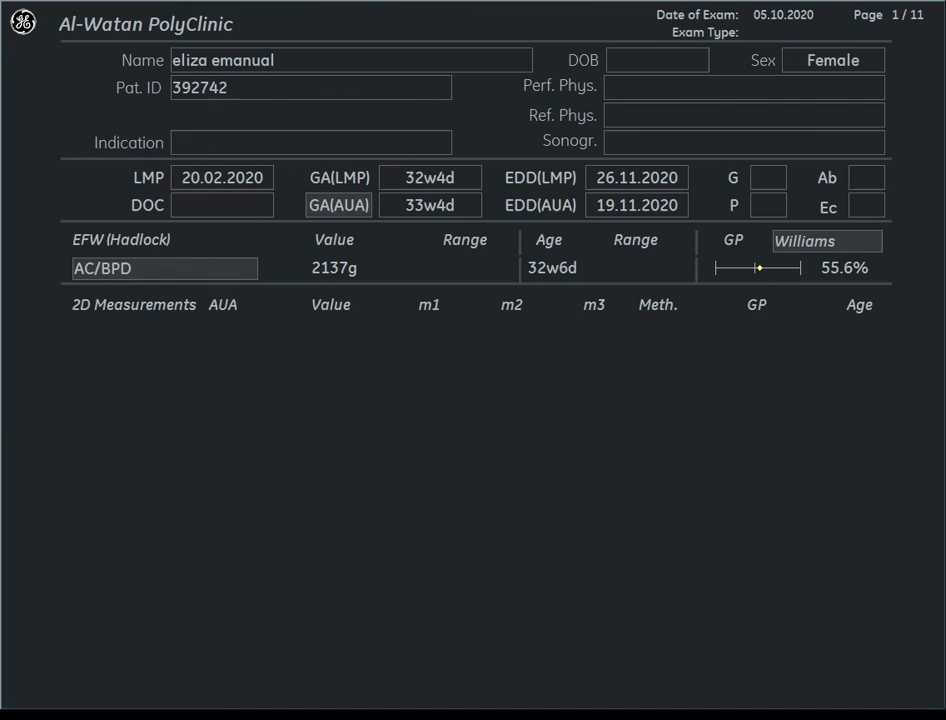 Al-Watan PolyClinic Date of Exam: 05.10.2020 Page 1 / 11
Exam Type:
Name eliza emanual DOB Sex Female
Pat. ID 392742 Perf. Phys.
Ref. Phys.
Indication Sonogr.
LMP 20.02.2020 GA(LMP) 32w4d EDD(LMP) 26.11.2020 G Ab
DOC GA(AUA) 33w4d EDD(AUA) 19.11.2020 P Ec
EFW (Hadlock) Value Range Age Range GP Williams
AC/BPD 2137g 32w6d 55.6%
2D Measurements AUA Value m1 m2 m3 Meth. GP Age